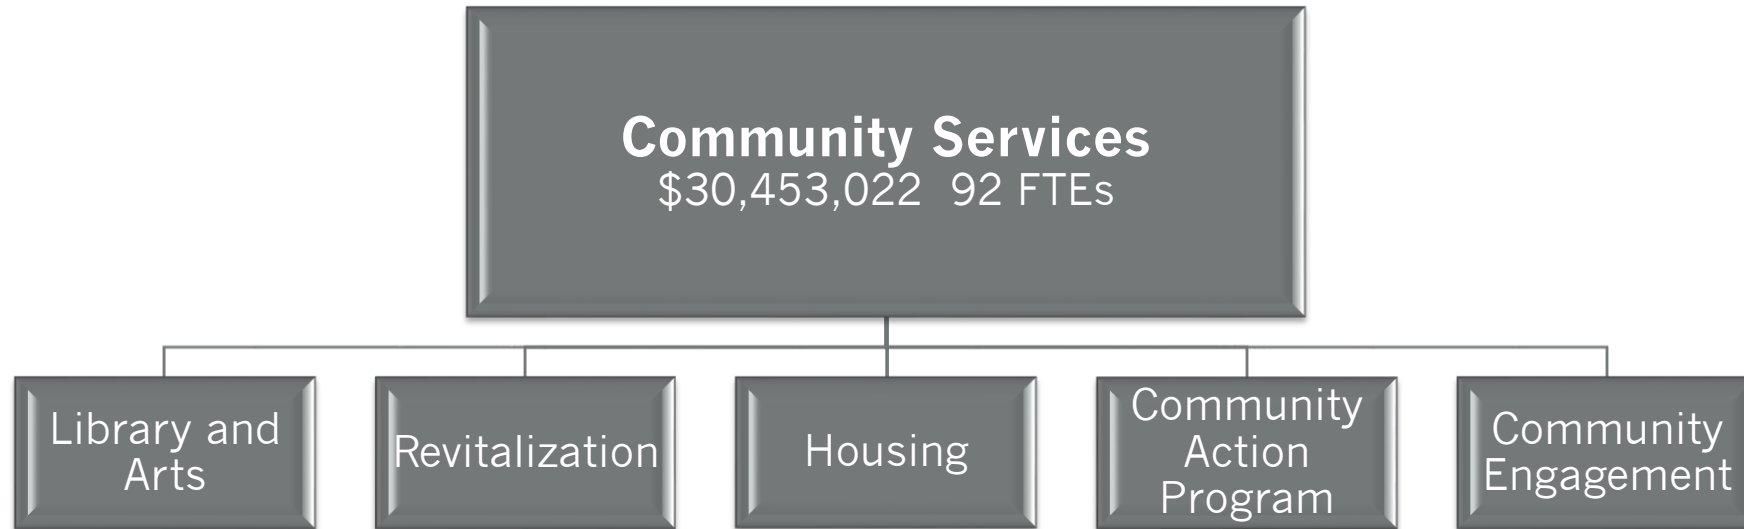 Community Services
$30,453,022 92 FTEs
Library and
Arts
Revitalization
Housing
Community
Action
Program
Community
Engagement